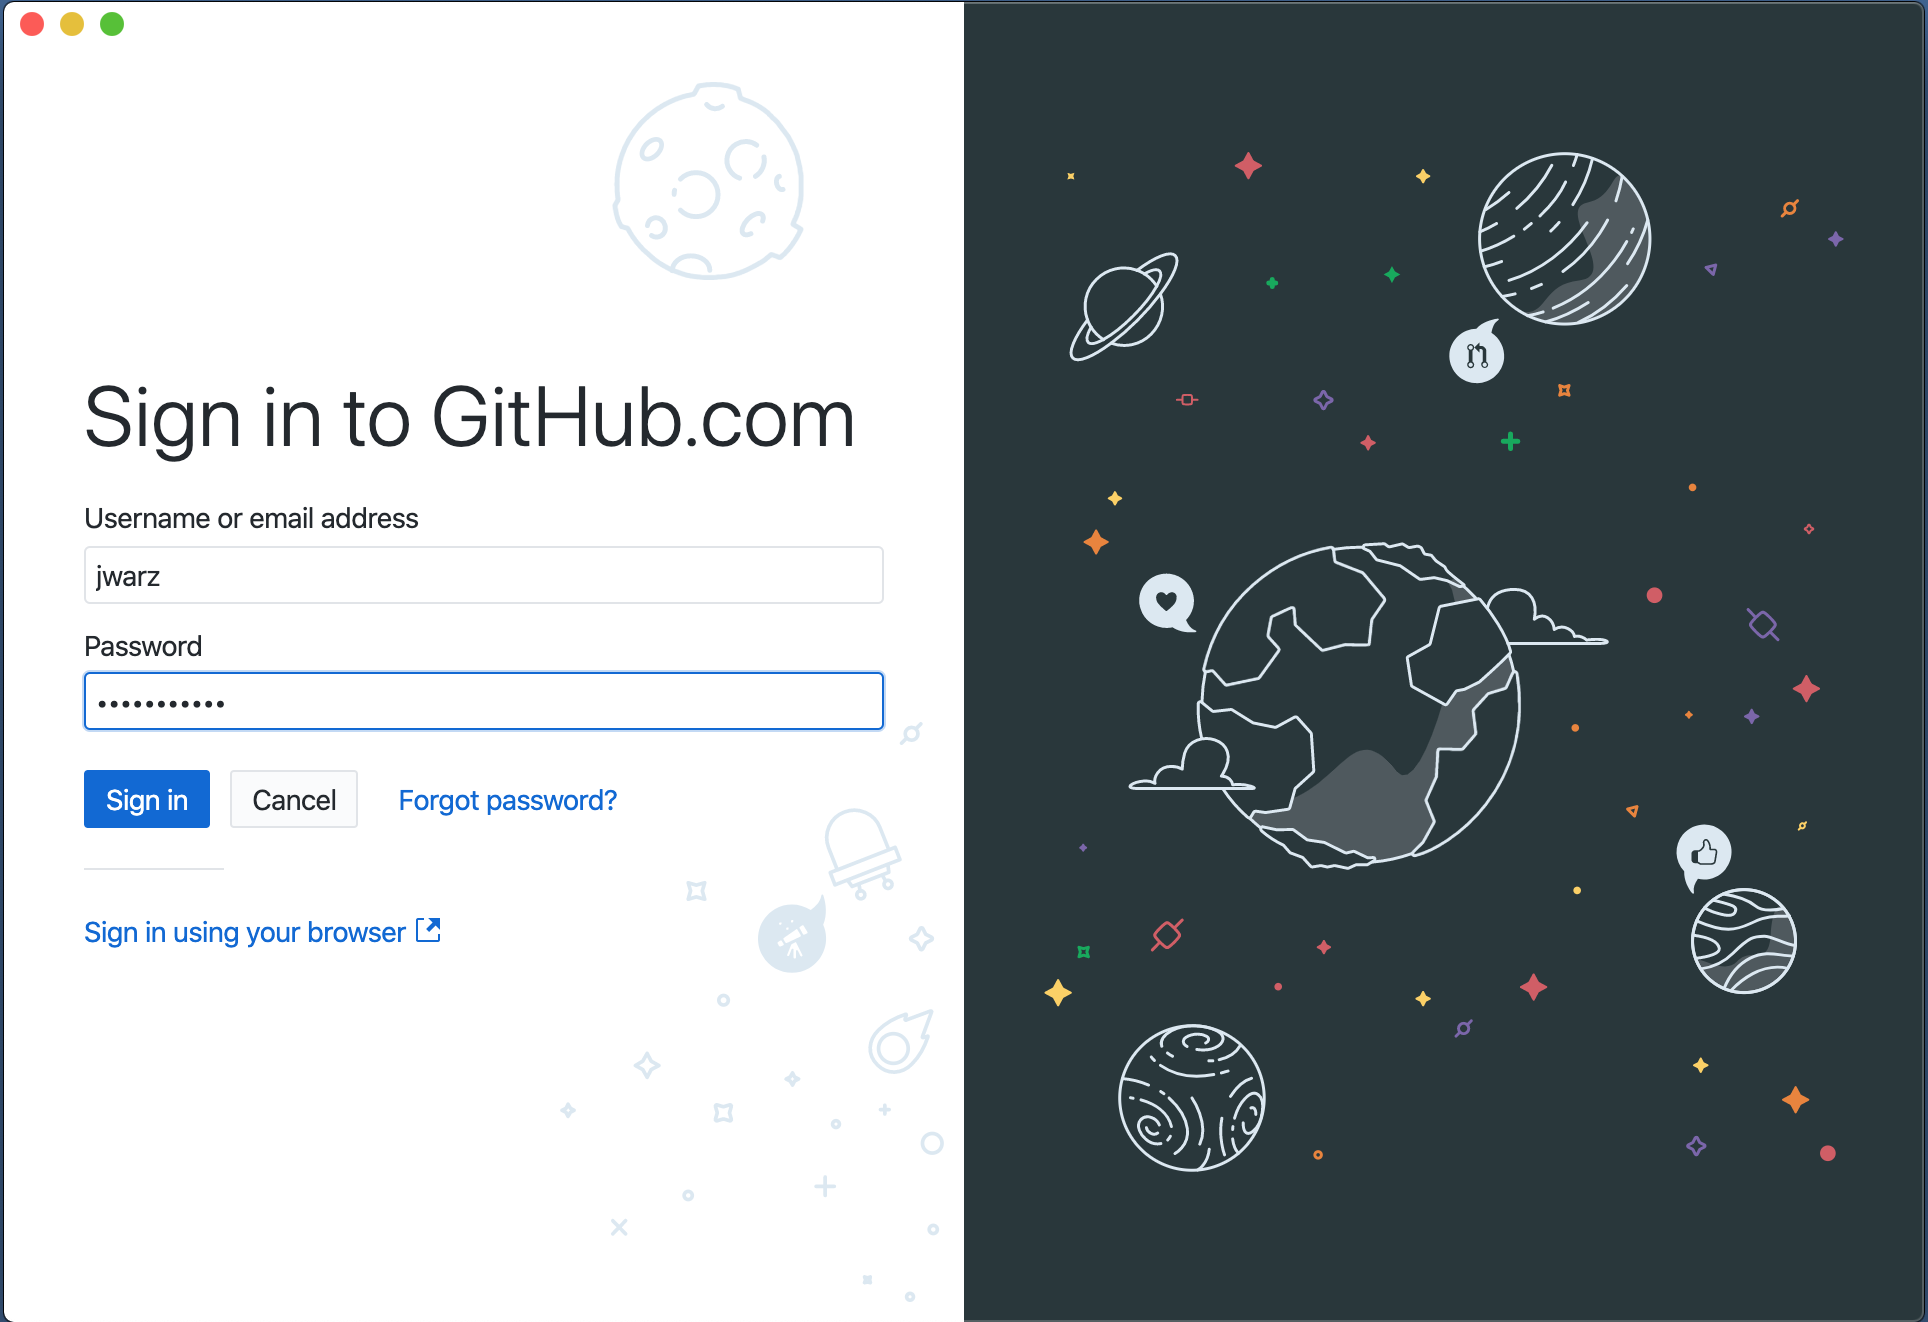 Sign in to GitHub.com
Username or email address
jwarz
Password
•••••••••••
Sign in
Cancel
Forgot password?
Sign in using your browser